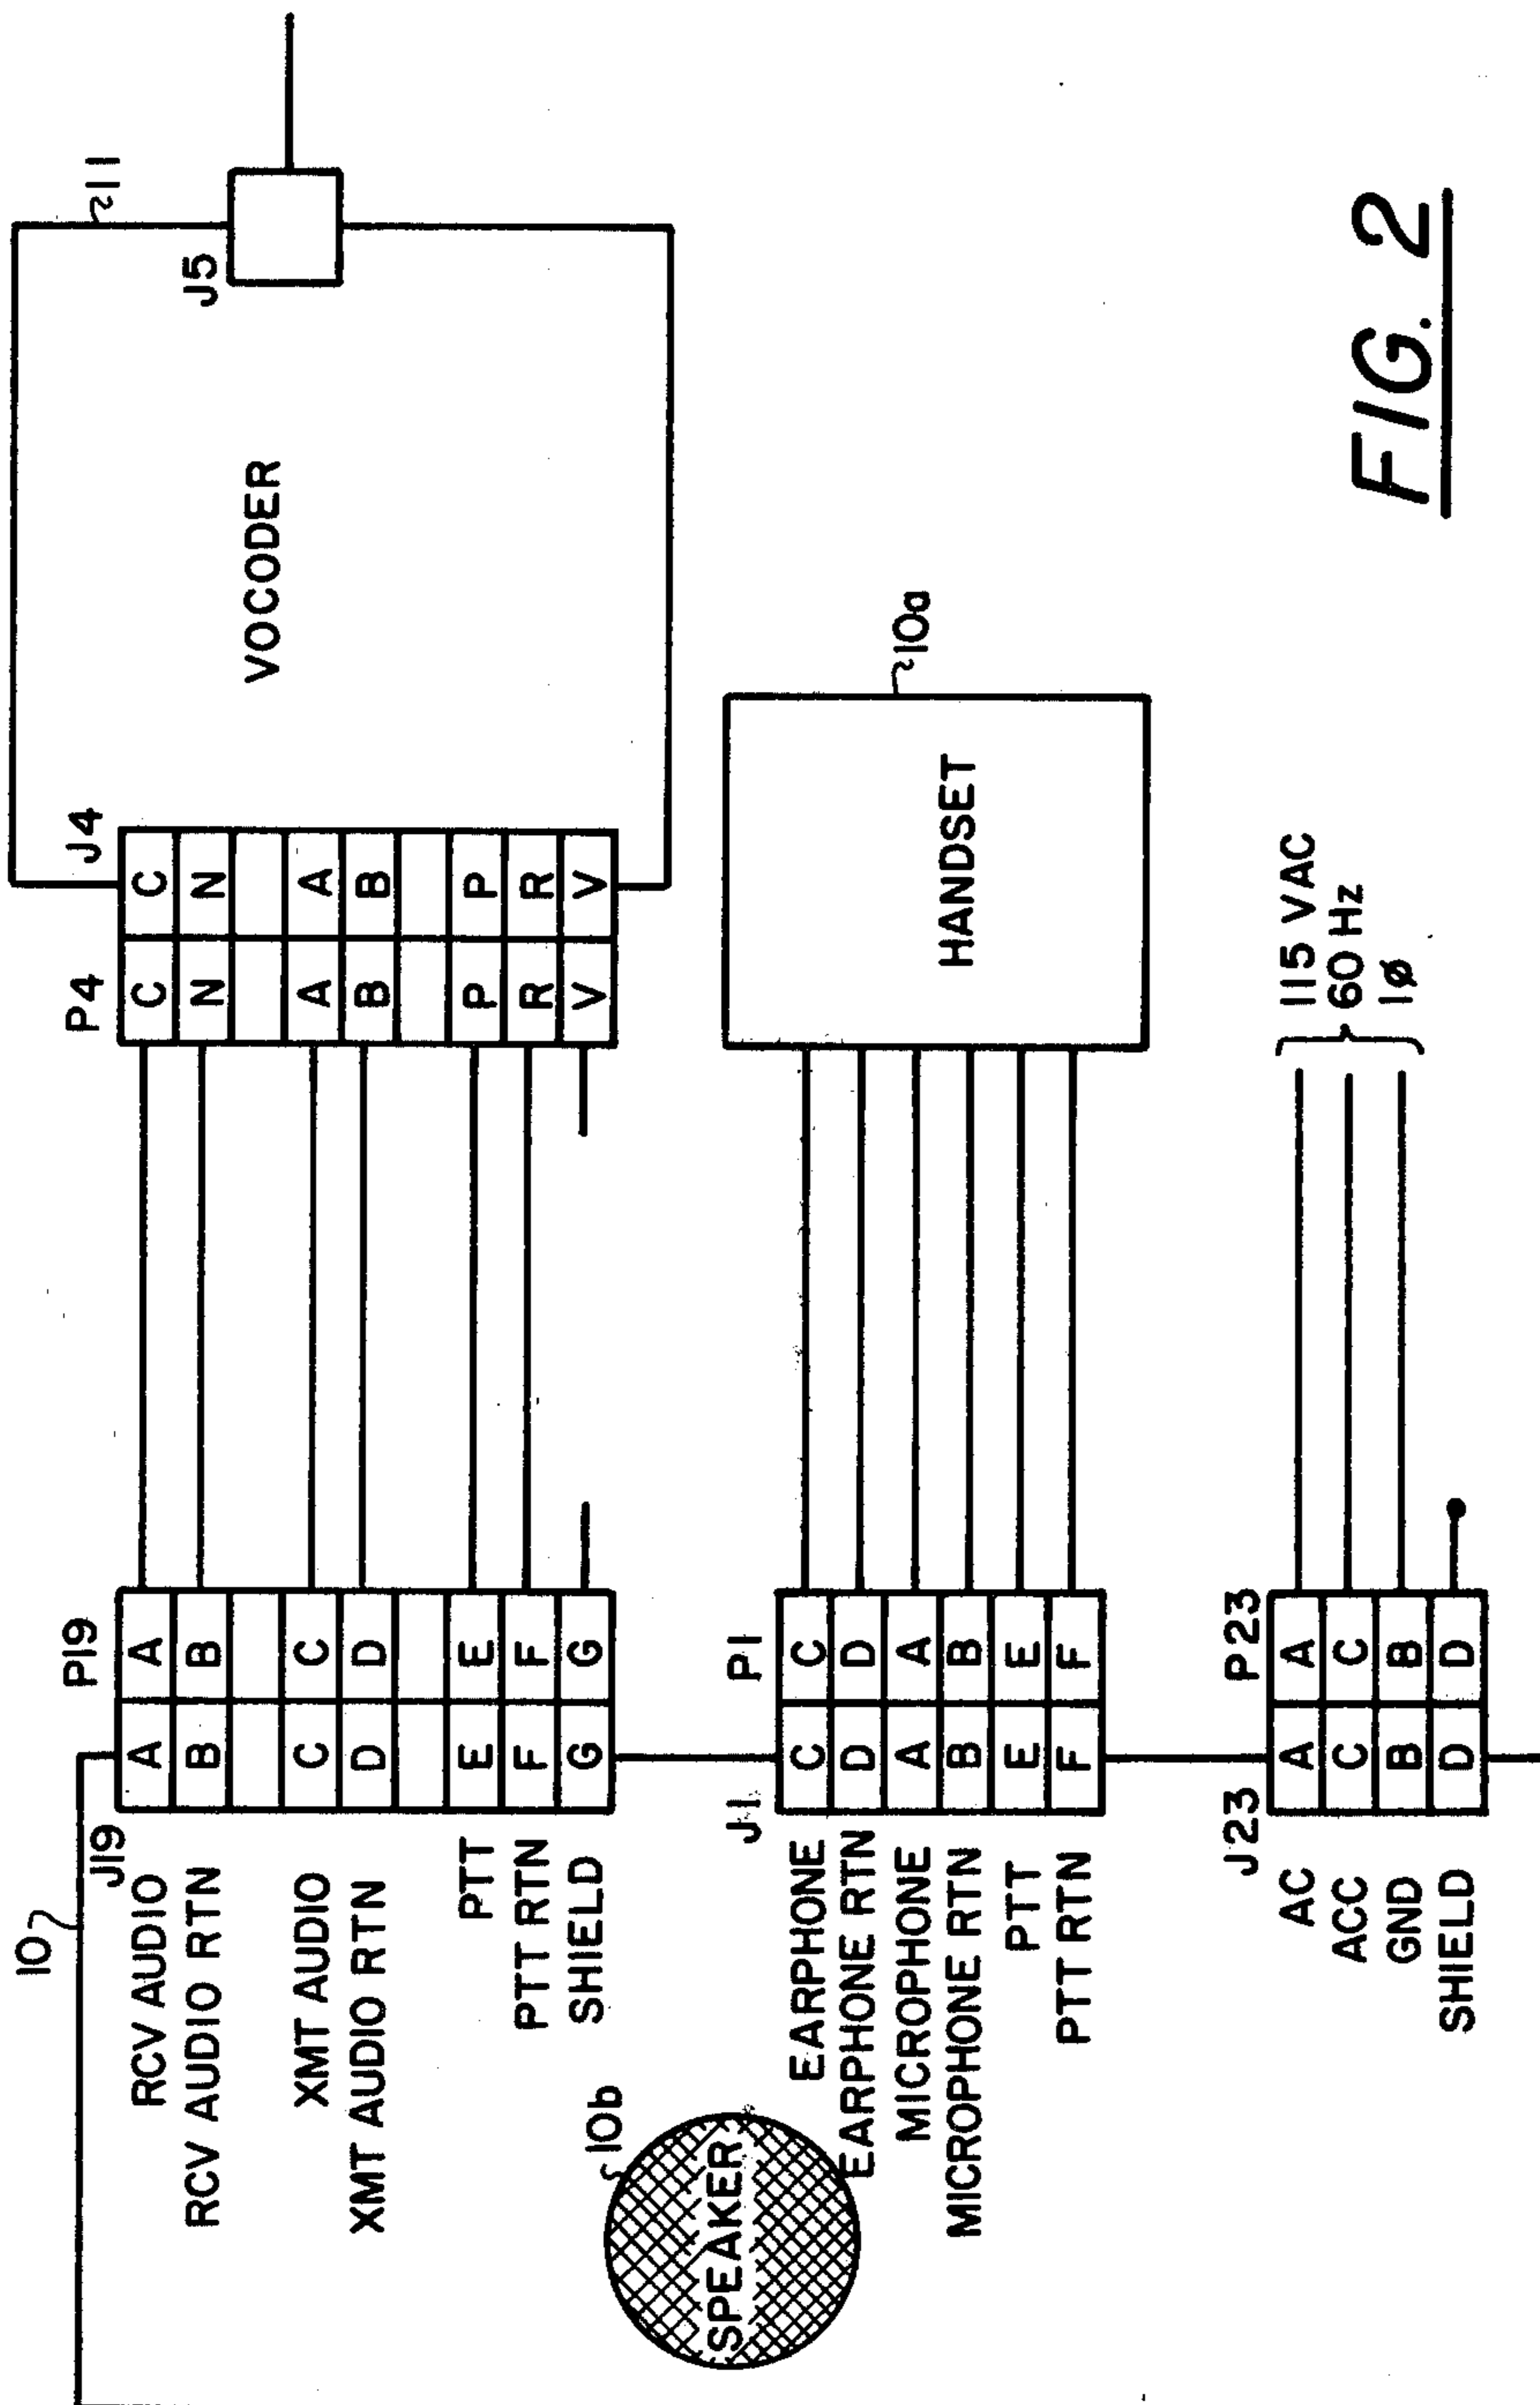 10
J19
P19
RCV AUDIO A A
RCV AUDIO RTN B B
XMT AUDIO C C
XMT AUDIO RTN D D
PTT E E
PTT RTN F F
SHIELD G G
P4
J4
C C
N N
A A
B B
P P
R R
V V
VOCODER
J5
11
10b
SPEAKER
J1
P1
EARPHONE C C
EARPHONE RTN D D
MICROPHONE A A
MICROPHONE RTN B B
PTT E E
PTT RTN F F
HANDSET
10a
J23
P23
AC A A
ACC C C
GND B B
SHIELD D D
115 VAC
60 Hz
1ø
FIG. 2